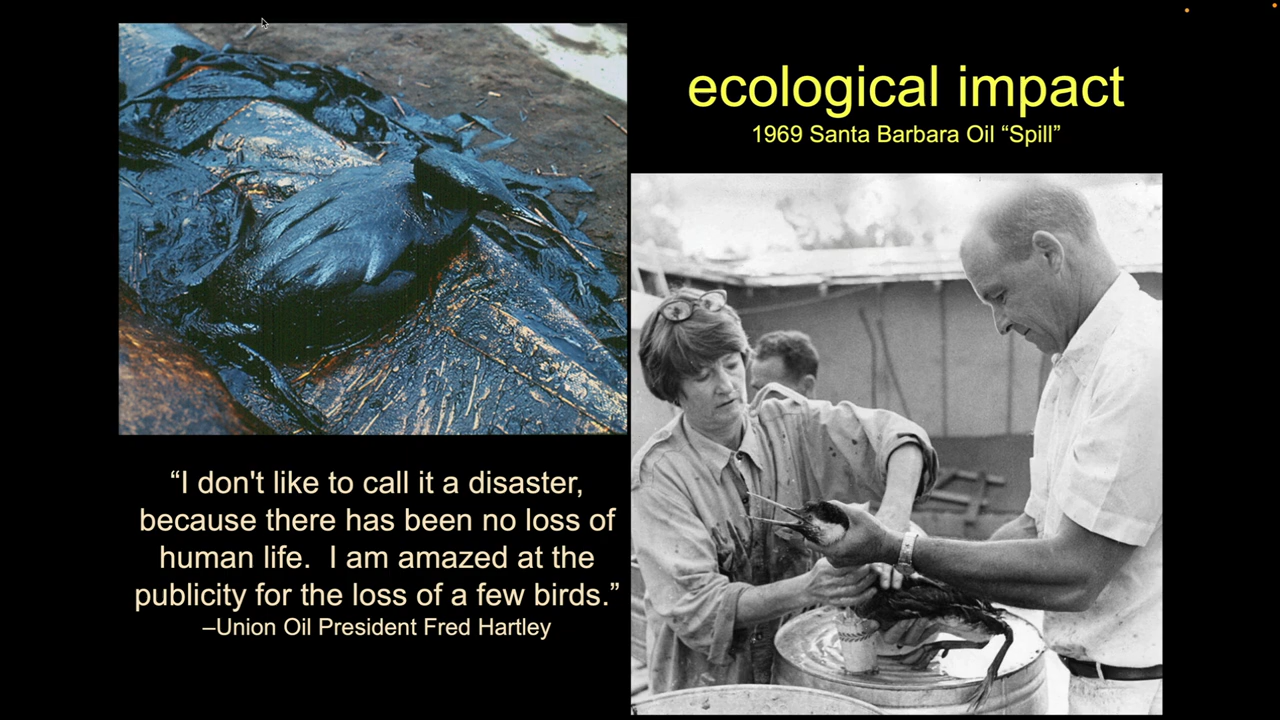 ecological impact
1969 Santa Barbara Oil “Spill”
“I don't like to call it a disaster,
because there has been no loss of
human life.  I am amazed at the
publicity for the loss of a few birds.”
–Union Oil President Fred Hartley